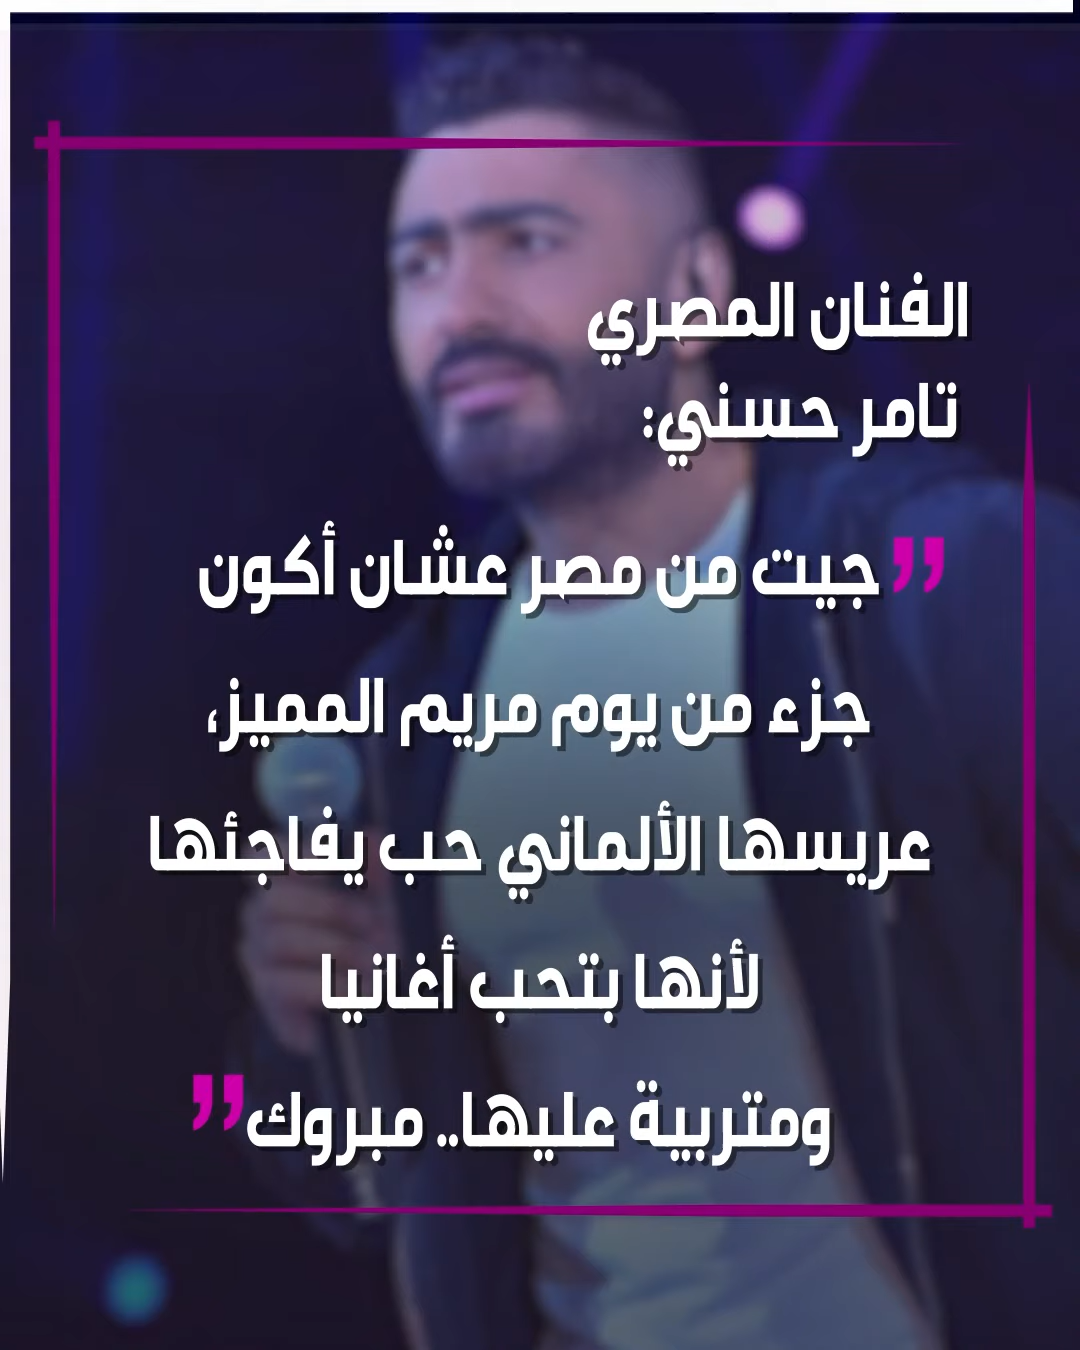 الفنان المصري
تامر حسني:
”جيت من مصر عشان أكون
جزء من يوم مريم المميز،
عريسها الألماني حب يفاجئها
لأنها بتحب أغانيا
ومتربية عليها.. مبروك”